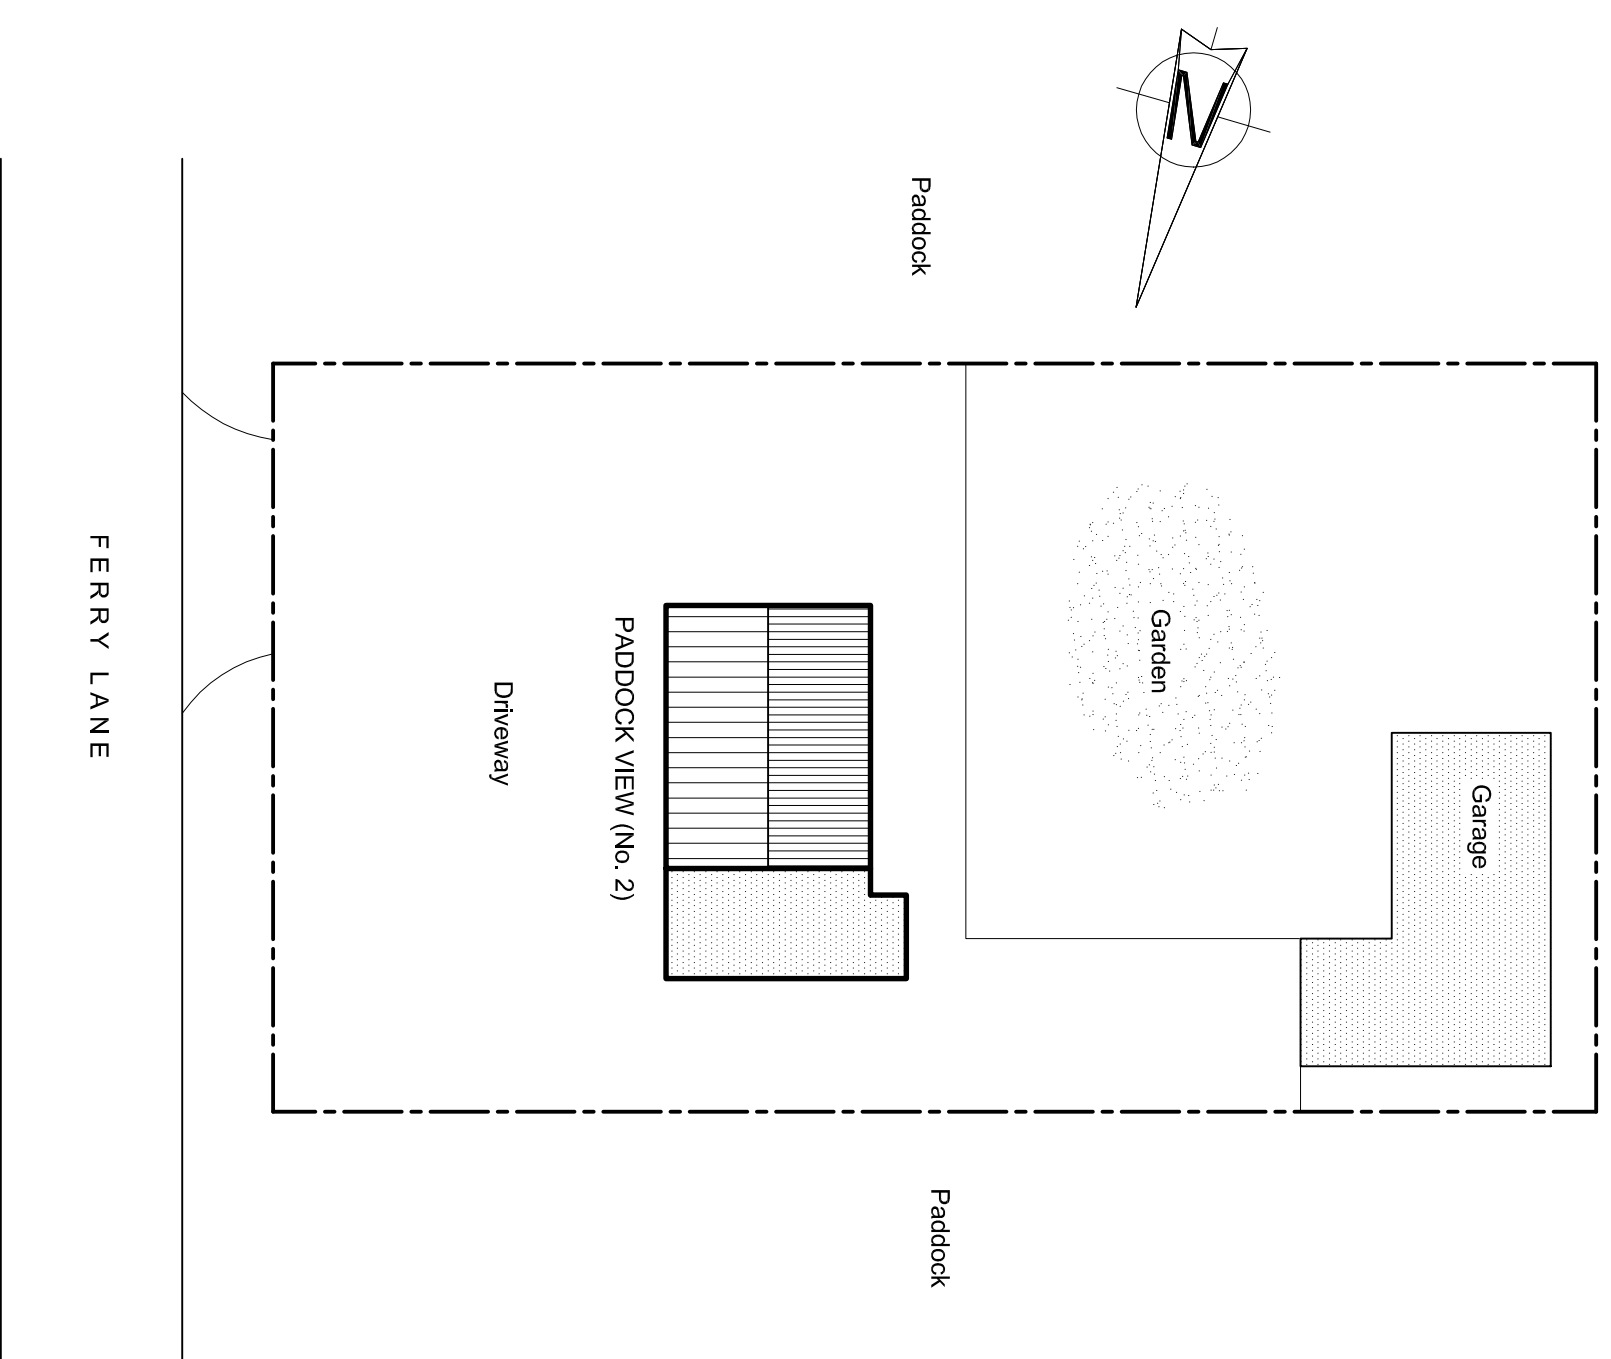 N
Paddock
Garage
Garden
PADDOCK VIEW (No. 2)
Driveway
FERRY LANE
Paddock